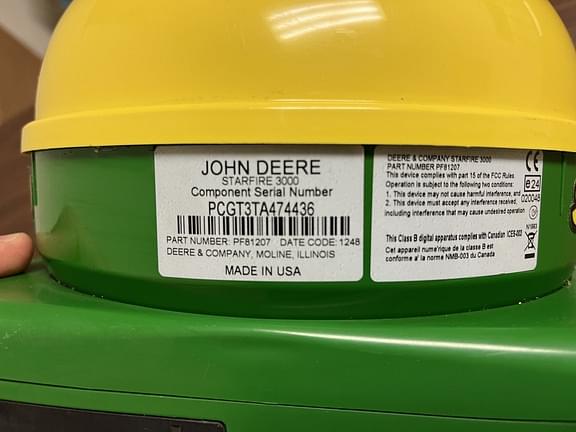 JOHN DEERE
STARFIRE 3000
Component Serial Number
PCGT3TA474436
PART NUMBER: PF81207 DATE CODE: 1248
DEERE & COMPANY, MOLINE, ILLINOIS
MADE IN USA
DEERE & COMPANY STARFIRE 3000
PART NUMBER PF81207
This device complies with part 15 of the FCC Rules
Operation is subject to the following two conditions:
1. This device may not cause harmful interference, and
2. This device must accept any interference received,
including interference that may cause undesired operation
This Class B digital apparatus complies with Canadian ICES-003
Cet appareil numérique de la classe B est
conforme a la norme NMB-003 du Canada
CE
e24
020048
N1983